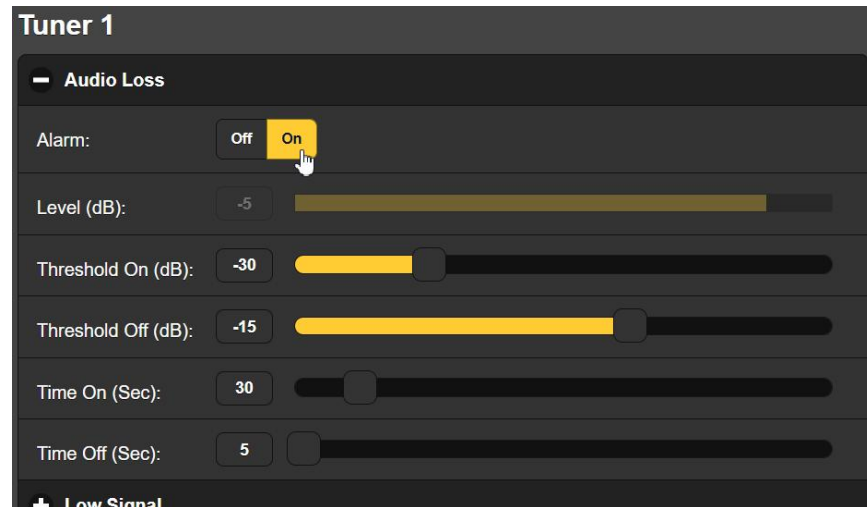 Tuner 1
Audio Loss
Alarm: Off On
Level (dB): -5
Threshold On (dB): -30
Threshold Off (dB): -15
Time On (Sec): 30
Time Off (Sec): 5
Low Signal